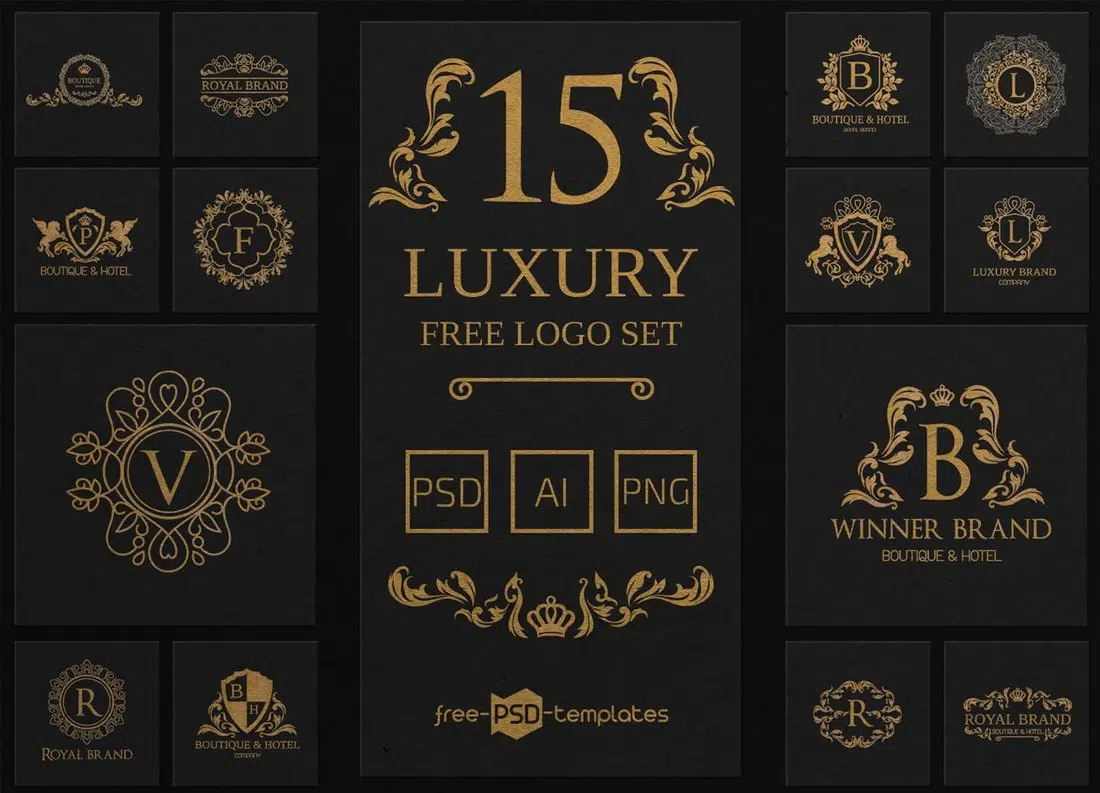 BOUTIQUE
ROYAL BRAND
P
BOUTIQUE & HOTEL
F
V
R
ROYAL BRAND
B
H
BOUTIQUE & HOTEL
COMPANY
15
LUXURY
FREE LOGO SET
PSD
AI
PNG
free-PSD-templates
B
BOUTIQUE & HOTEL
ROYAL BRAND
L
V
L
LUXURY BRAND
COMPANY
B
WINNER BRAND
BOUTIQUE & HOTEL
R
ROYAL BRAND
BOUTIQUE & HOTEL